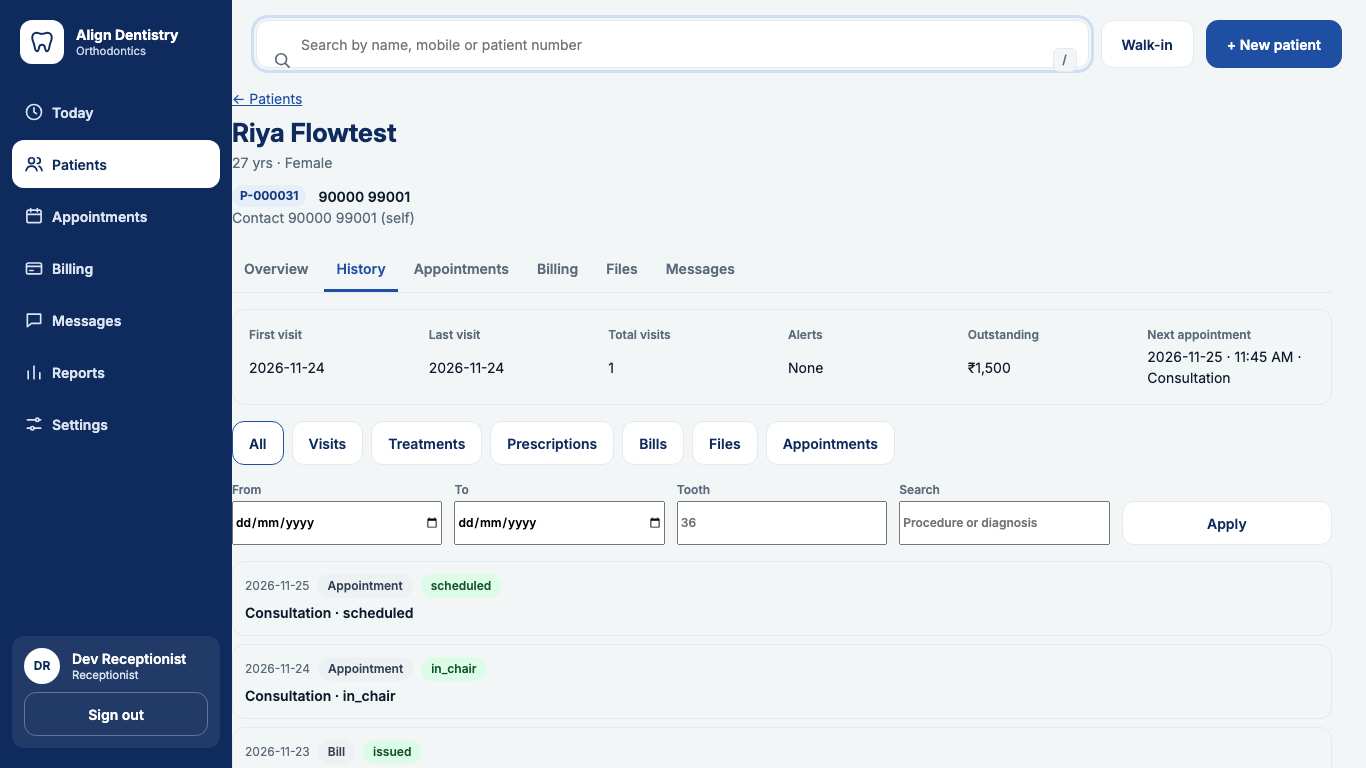 Align Dentistry
Orthodontics
Today
Patients
Appointments
Billing
Messages
Reports
Settings
DR
Dev Receptionist
Receptionist
Sign out
Search by name, mobile or patient number
/
Walk-in
+ New patient
← Patients
Riya Flowtest
27 yrs · Female
P-000031 90000 99001
Contact 90000 99001 (self)
Overview History Appointments Billing Files Messages
First visit Last visit Total visits Alerts Outstanding Next appointment
2026-11-24 2026-11-24 1 None ₹1,500 2026-11-25 · 11:45 AM ·
Consultation
All Visits Treatments Prescriptions Bills Files Appointments
From To Tooth Search
dd/mm/yyyy dd/mm/yyyy 36 Procedure or diagnosis Apply
2026-11-25 Appointment scheduled
Consultation · scheduled
2026-11-24 Appointment in_chair
Consultation · in_chair
2026-11-23 Bill issued